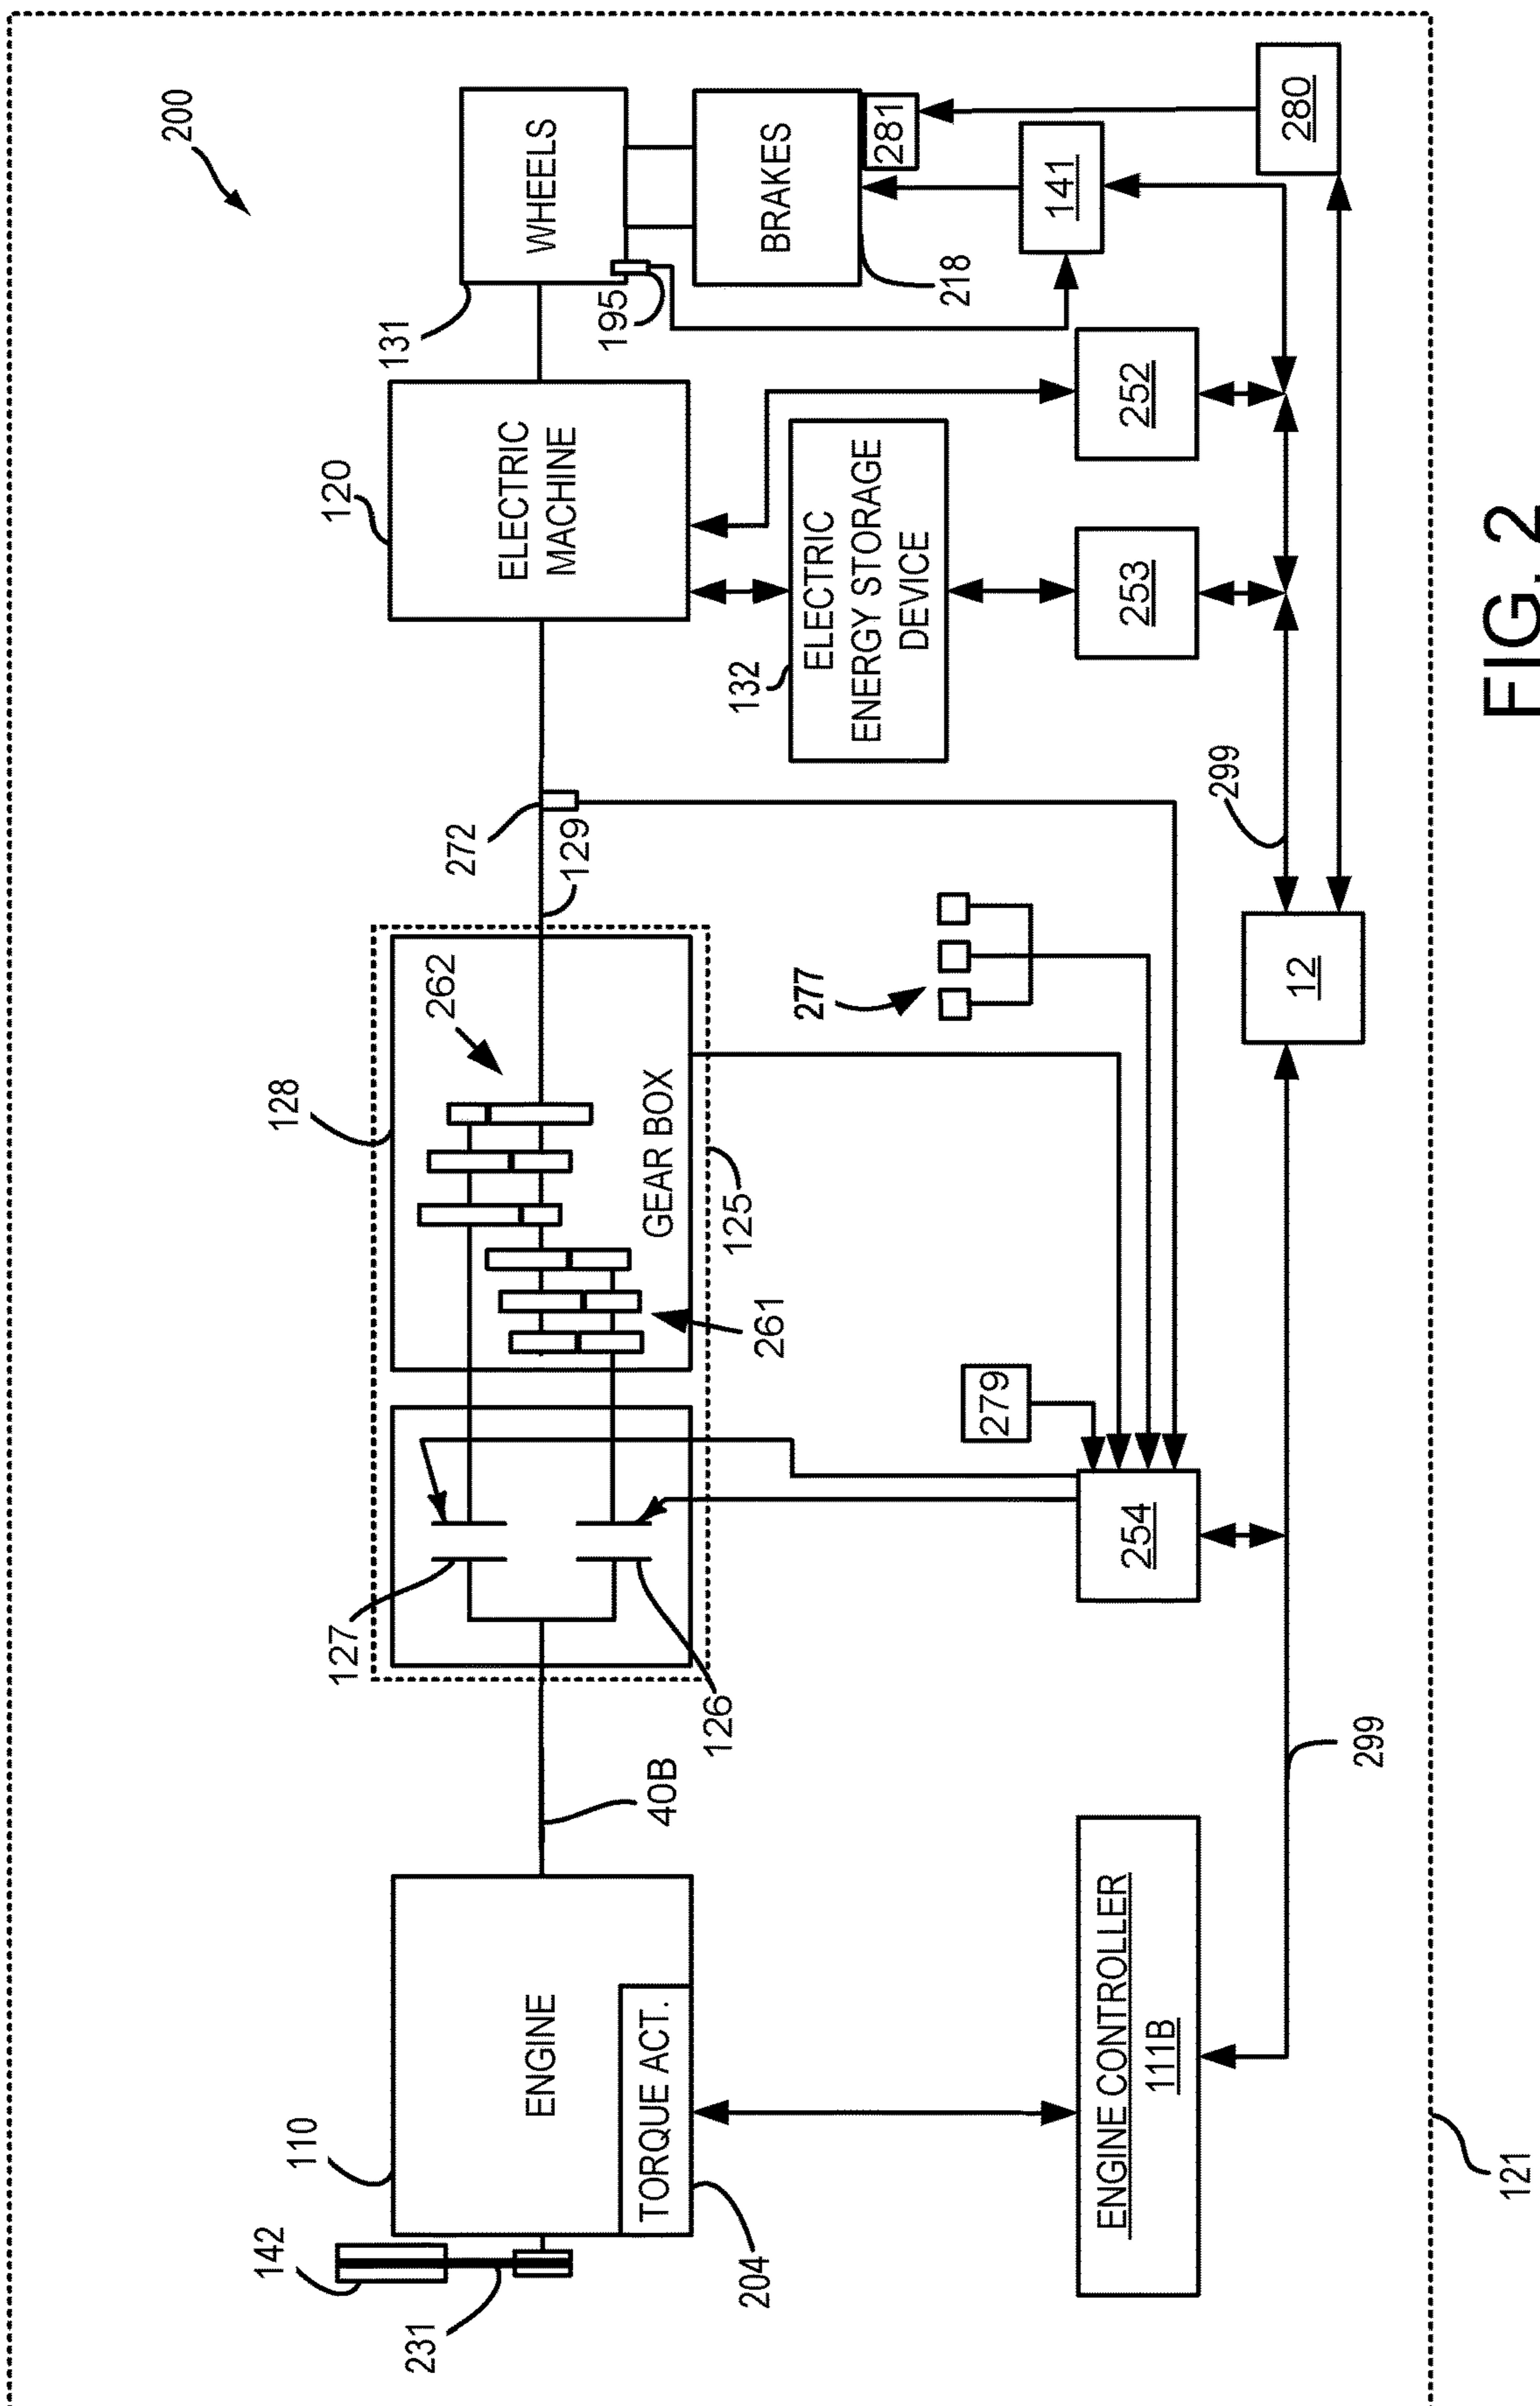 200
142
110
231
ENGINE
TORQUE ACT.
204
40B
127
126
128
262
GEAR BOX
125
261
129
272
120
ELECTRIC
MACHINE
131
WHEELS
195
BRAKES
281
218
132
ELECTRIC
ENERGY STORAGE
DEVICE
277
279
141
280
ENGINE CONTROLLER
111B
254
253
252
299
12
299
121
FIG. 2